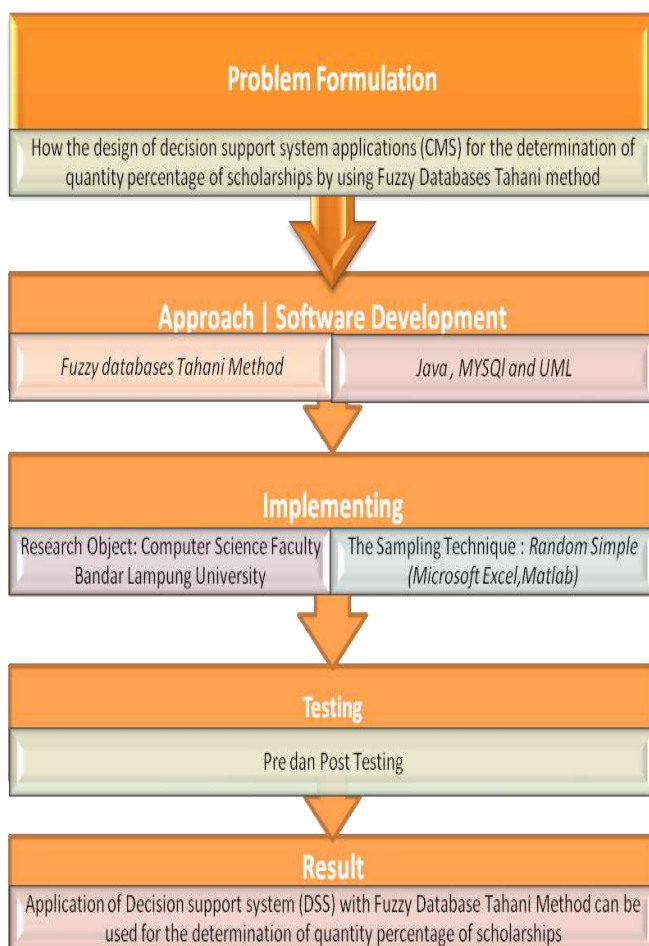 Problem Formulation
How the design of decision support system applications (CMS) for the determination of
quantity percentage of scholarships by using Fuzzy Databases Tahani method
Approach | Software Development
Fuzzy databases Tahani Method
Java , MYSQl and UML
Implementing
Research Object: Computer Science Faculty
Bandar Lampung University
The Sampling Technique : Random Simple
(Microsoft Excel,Matlab)
Testing
Pre dan Post Testing
Result
Application of Decision support system (DSS) with Fuzzy Database Tahani Method can be
used for the determination of quantity percentage of scholarships